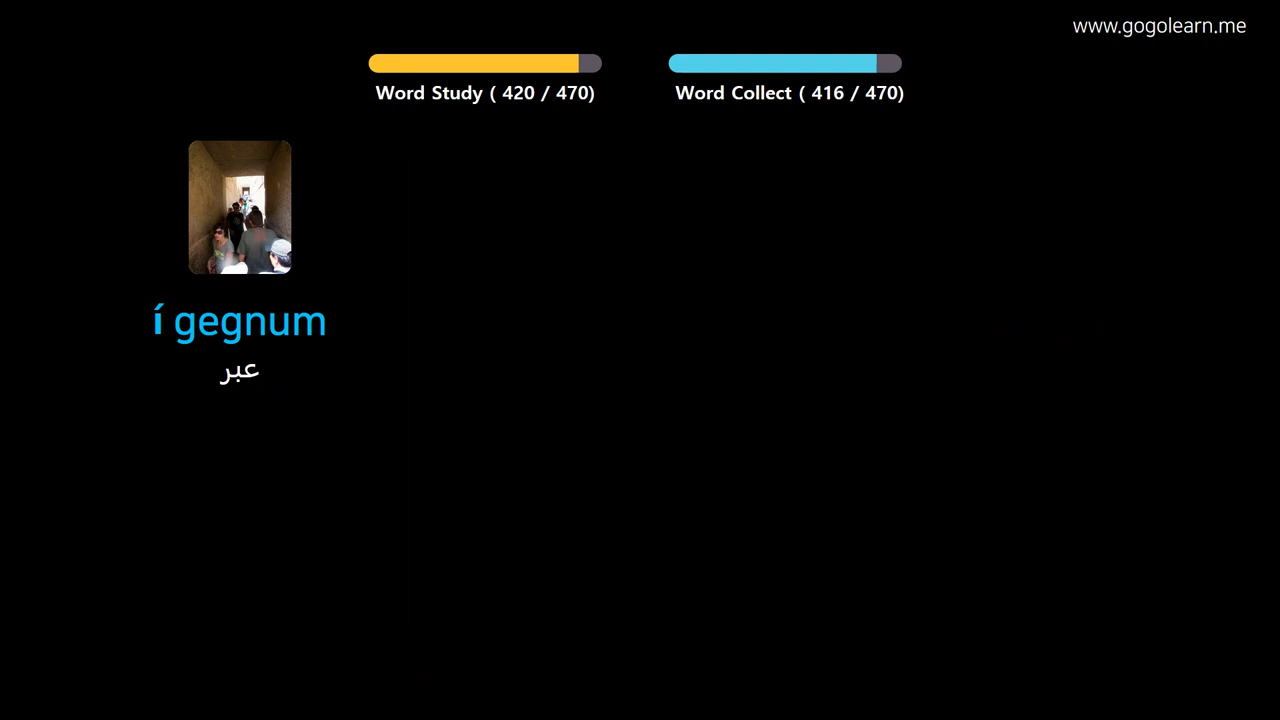 www.gogolearn.me
Word Study ( 420 / 470)
Word Collect ( 416 / 470)
í gegnum
عبر